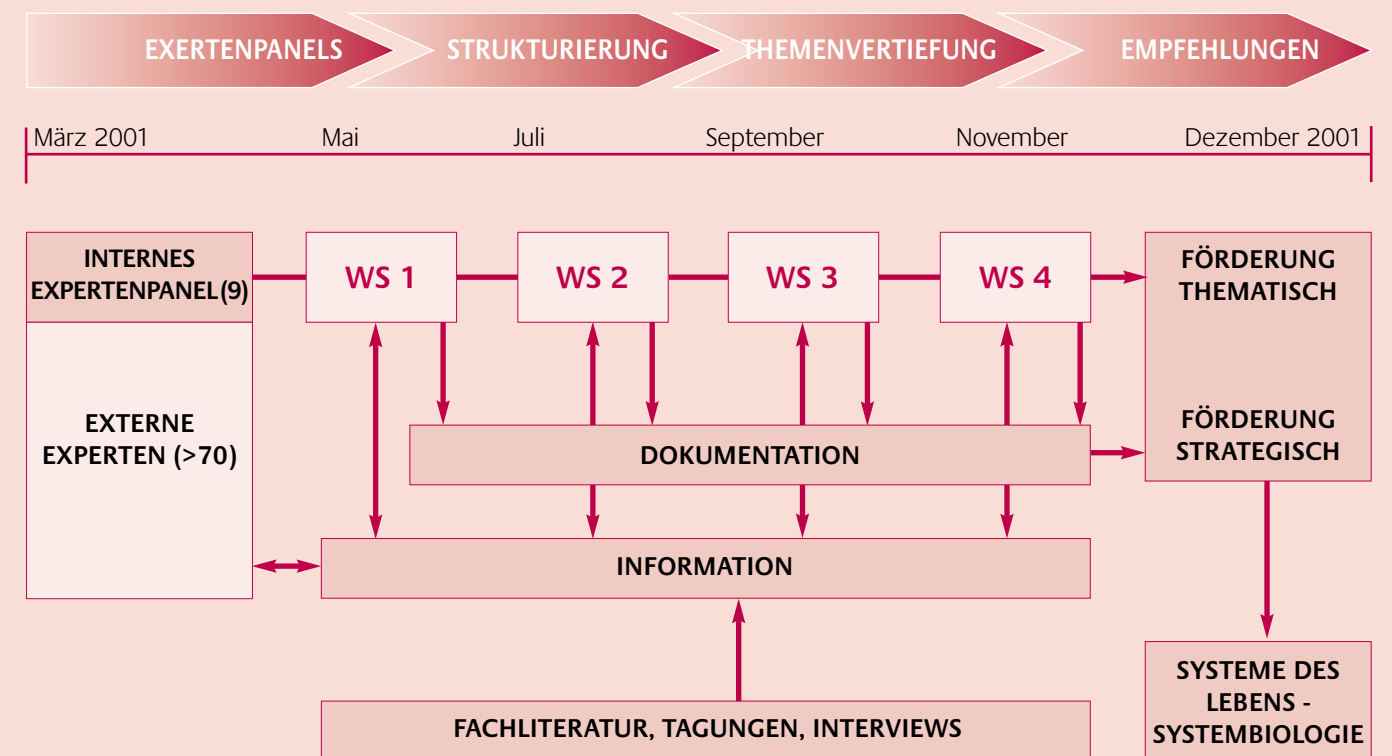 EXERTENPANELS STRUKTURIERUNG THEMENVERTIEFUNG EMPFEHLUNGEN
März 2001 Mai Juli September November Dezember 2001
INTERNES
EXPERTENPANEL (9)
WS 1 WS 2 WS 3 WS 4
FÖRDERUNG
THEMATISCH
EXTERNE
EXPERTEN (>70)
FÖRDERUNG
STRATEGISCH
DOKUMENTATION
INFORMATION
FACHLITERATUR, TAGUNGEN, INTERVIEWS
SYSTEME DES
LEBENS -
SYSTEMBIOLOGIE